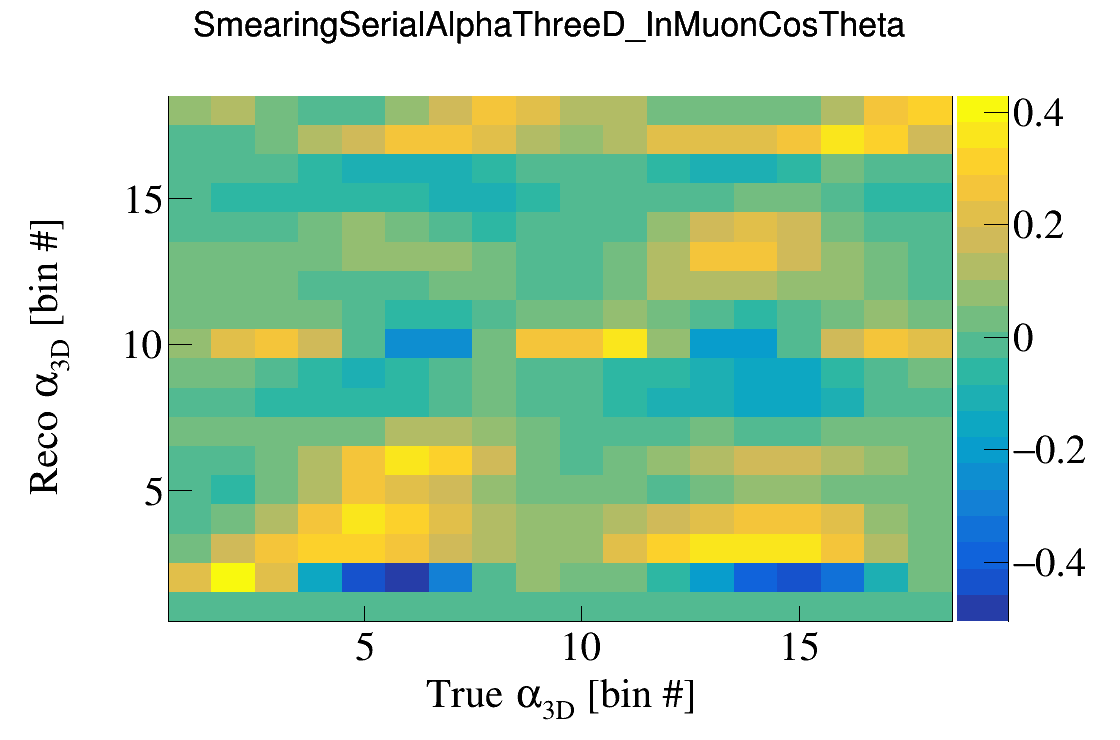 SmearingSerialAlphaThreeD_InMuonCosTheta
Reco α3D [bin #]
15
10
5
5 10 15
True α3D [bin #]
0.4
0.2
0
−0.2
−0.4